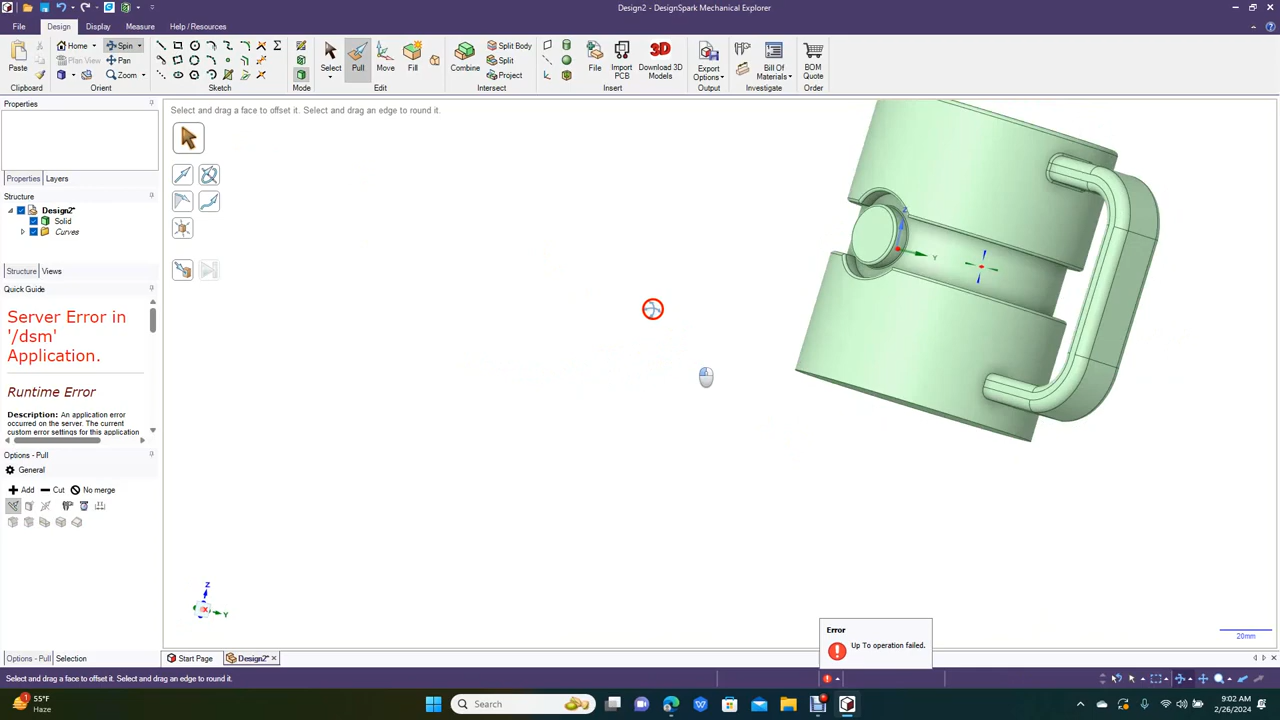 Design2 - DesignSpark Mechanical Explorer
File Design Display Measure Help / Resources
Home Spin
Plan View Pan
Zoom
Paste
Select Pull Move Fill
Combine Split Body
Split
Project
File Import PCB Download 3D Models
Export Options Investigate Bill Of Materials BOM Quote
Clipboard Orient Sketch Mode Edit Intersect Insert Output Investigate Order
Properties
Select and drag a face to offset it. Select and drag an edge to round it.
Properties Layers
Structure
Design2*
Solid
Curves
Z
Y
Structure Views
Quick Guide
Server Error in
'/dsm'
Application.
Runtime Error
Description: An application error
occurred on the server. The current
custom error settings for this application
Options - Pull
General
Add Cut No merge
Z
X
Y
Error
Up To operation failed.
20mm
Options - Pull Selection
Start Page Design2*
Select and drag a face to offset it. Select and drag an edge to round it.
55°F
Haze
Search
9:02 AM
2/26/2024